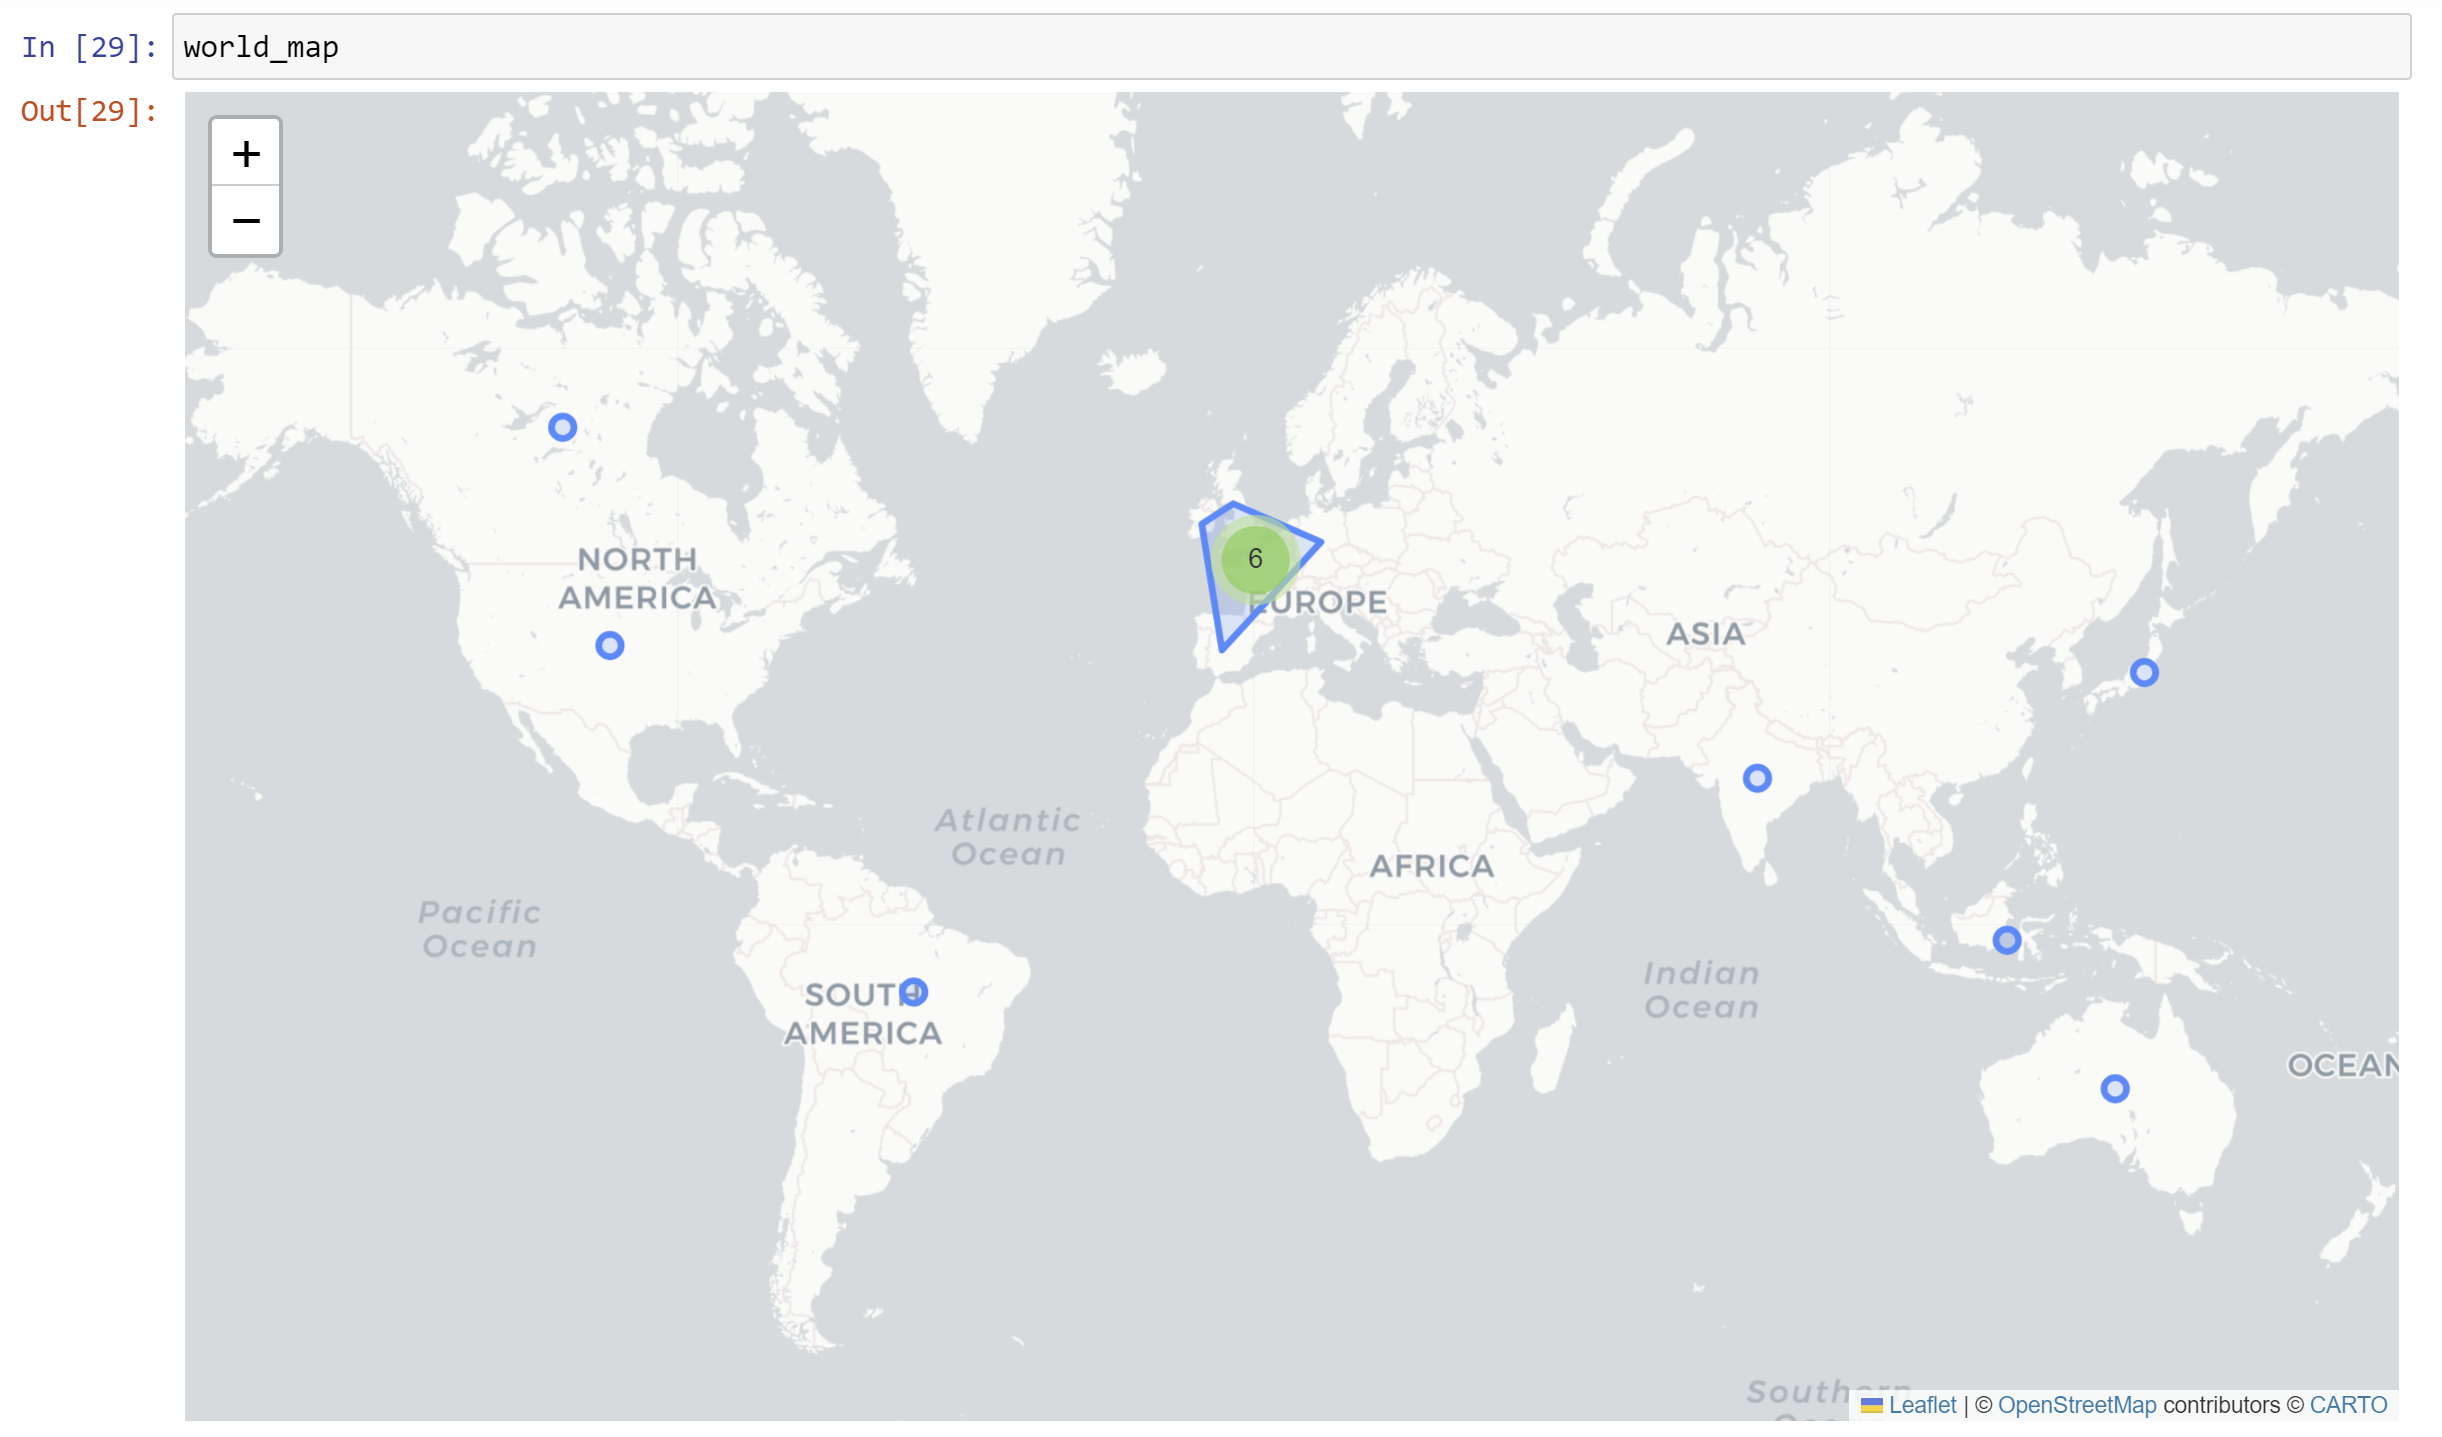 In [29]: world_map
Out[29]:
+
−
NORTH
AMERICA
6
EUROPE
ASIA
Atlantic
Ocean
AFRICA
Pacific
Ocean
SOUTH
AMERICA
Indian
Ocean
OCEAN
Southern
Leaflet | © OpenStreetMap contributors © CARTO